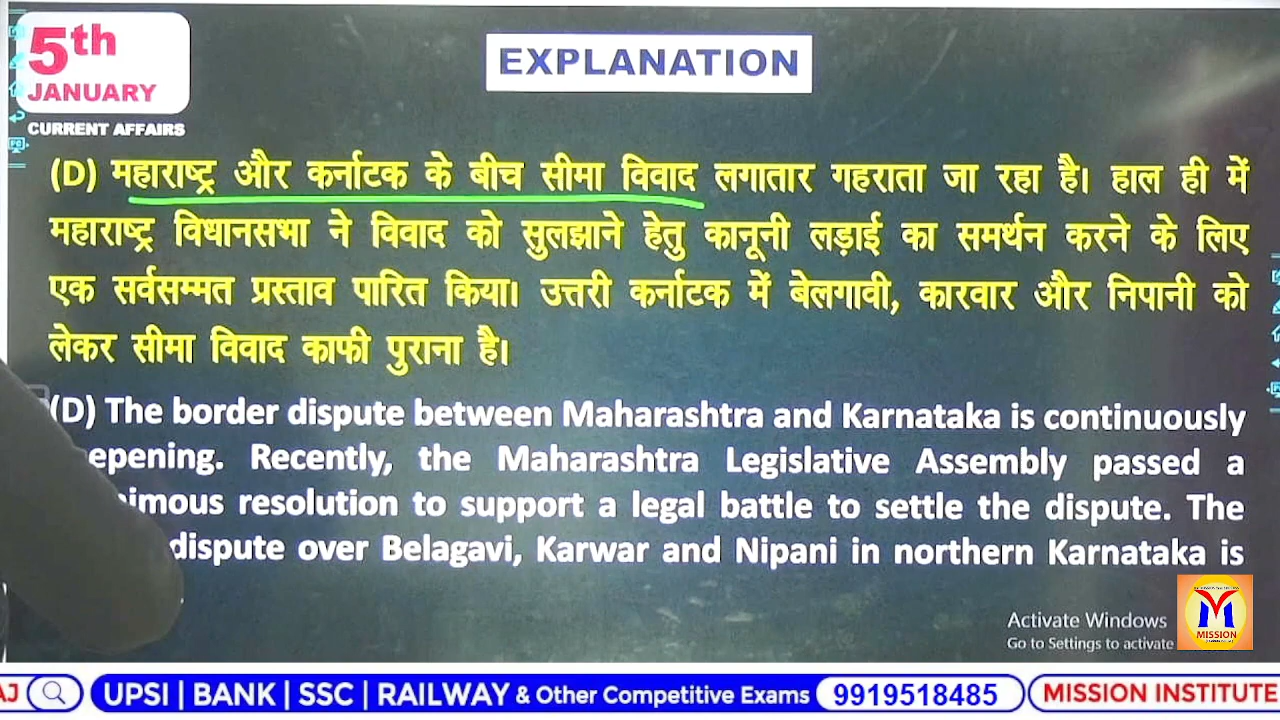 5th
JANUARY
CURRENT AFFAIRS
EXPLANATION
(D) महाराष्ट्र और कर्नाटक के बीच सीमा विवाद लगातार गहराता जा रहा है। हाल ही में
महाराष्ट्र विधानसभा ने विवाद को सुलझाने हेतु कानूनी लड़ाई का समर्थन करने के लिए
एक सर्वसम्मत प्रस्ताव पारित किया। उत्तरी कर्नाटक में बेलगावी, कारवार और निपानी को
लेकर सीमा विवाद काफी पुराना है।
(D) The border dispute between Maharashtra and Karnataka is continuously
epening. Recently, the Maharashtra Legislative Assembly passed a
imous resolution to support a legal battle to settle the dispute. The
dispute over Belagavi, Karwar and Nipani in northern Karnataka is
Activate Windows
Go to Settings to activate
MISSION
AJ UPSI | BANK | SSC | RAILWAY & Other Competitive Exams 9919518485 MISSION INSTITUTE